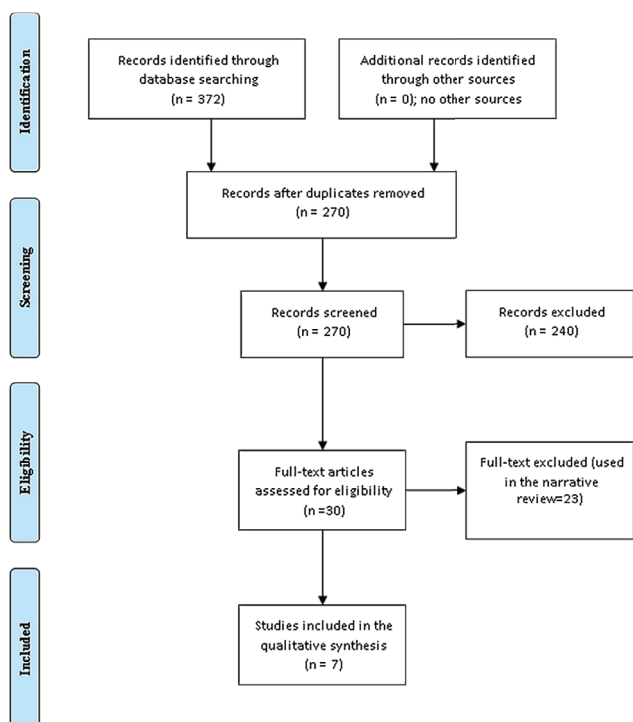 Identification
Records identified through
database searching
(n = 372)
Additional records identified
through other sources
(n = 0); no other sources
Records after duplicates removed
(n = 270)
Screening
Records screened
(n = 270)
Records excluded
(n = 240)
Eligibility
Full-text articles
assessed for eligibility
(n =30)
Full-text excluded (used
in the narrative
review=23)
Included
Studies included in the
qualitative synthesis
(n = 7)